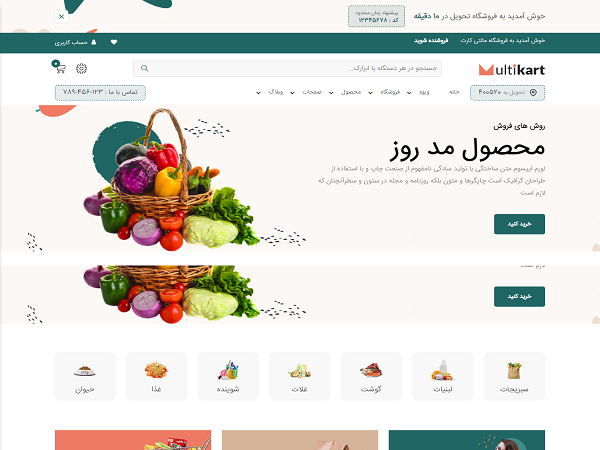 خوش آمدید به فروشگاه تحویل در ۱۰ دقیقه
پیشنهاد زمان محدود
کد : ۱۲۳۴۵۶۷۸
خوش آمدید به فروشگاه مالتی کارت
فروشنده شوید
حساب کاربری
Multikart
جستجو در هر دستگاه یا ابزارک...
۰
تحویل به ۴۰۰۵۲۰
خانه
ویژه
فروشگاه
محصول
صفحات
وبلاگ
تماس با ما : ۱۲۳-۴۵۶-۷۸۹
روش های فروش
محصول مد روز
لورم ایپسوم متن ساختگی با تولید سادگی نامفهوم از صنعت چاپ و با استفاده از
طراحان گرافیک است چاپگرها و متون بلکه روزنامه و مجله در ستون و سطرآنچنان که
لازم است
خرید کنید
لازم است
خرید کنید
سبزیجات
لبنیات
گوشت
غلات
شوینده
غذا
حیوان